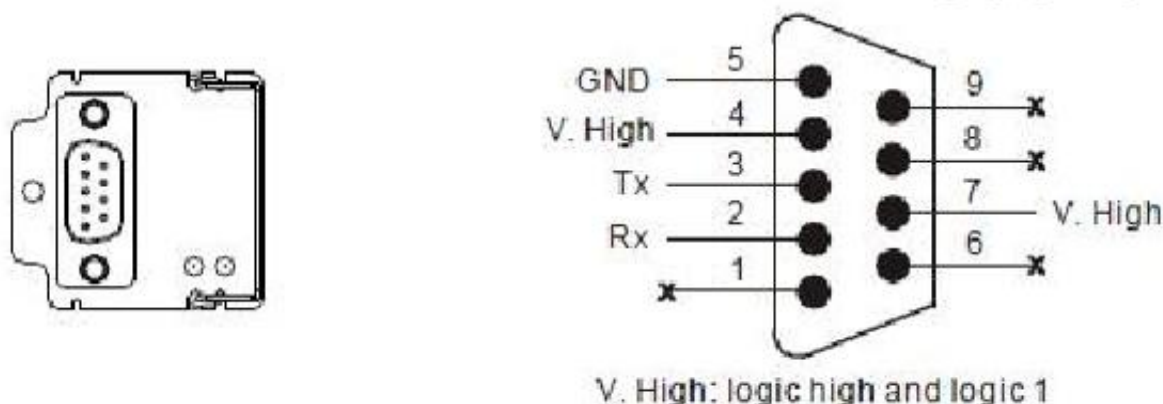 GND 5
9 x
V. High 4
8 x
Tx 3
7 V. High
Rx 2
6 x
x 1
V. High: logic high and logic 1